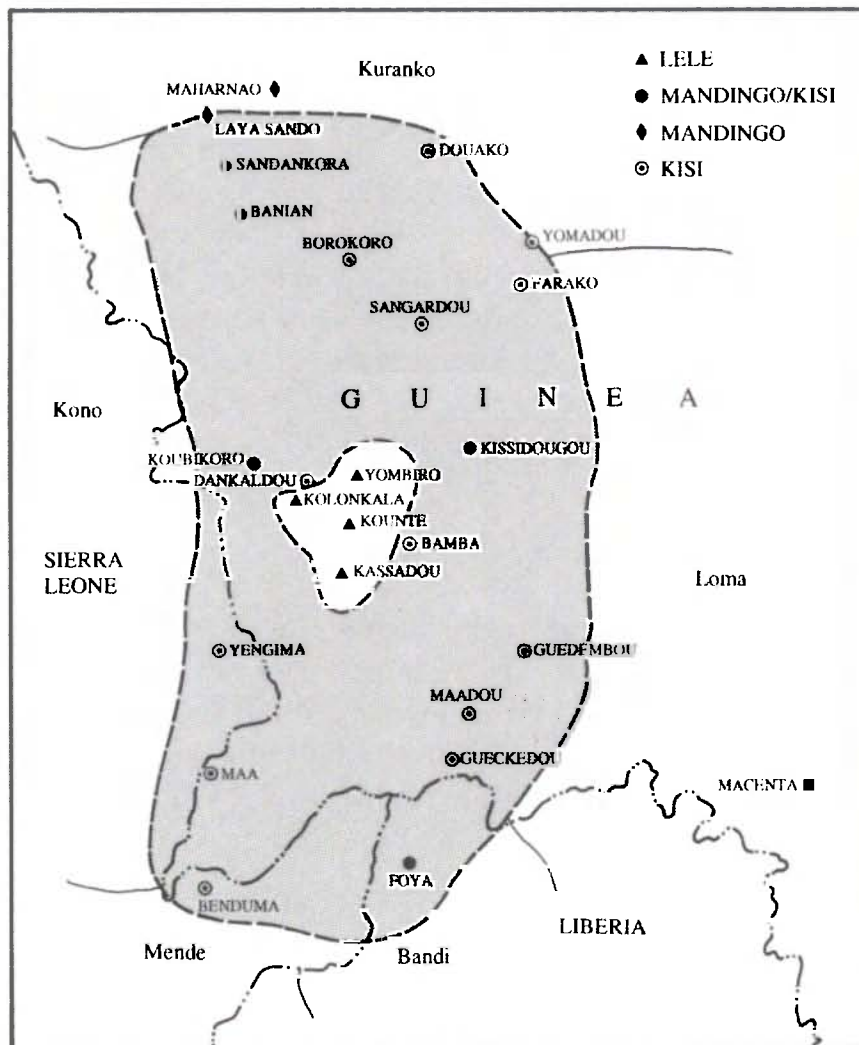 Kuranko
LELE
MANDINGO/KISI
MANDINGO
KISI
MAHARNAO
LAYA SANDO
DOUAKO
SANDANKORA
BANIAN
YOMADOU
BOROKORO
FARAKO
SANGARDOU
GUINEA
Kono
KOUBIKORO
KISSIDOUGOU
DANKALDOU
YOMBIRO
KOLONKALA
KOUNTE
BAMBA
SIERRA
LEONE
KASSADOU
Loma
YENGIMA
GUEDEMBOU
MAADOU
GUECKEDOU
MAA
MACENTA
FOYA
BENDUMA
LIBERIA
Mende
Bandi